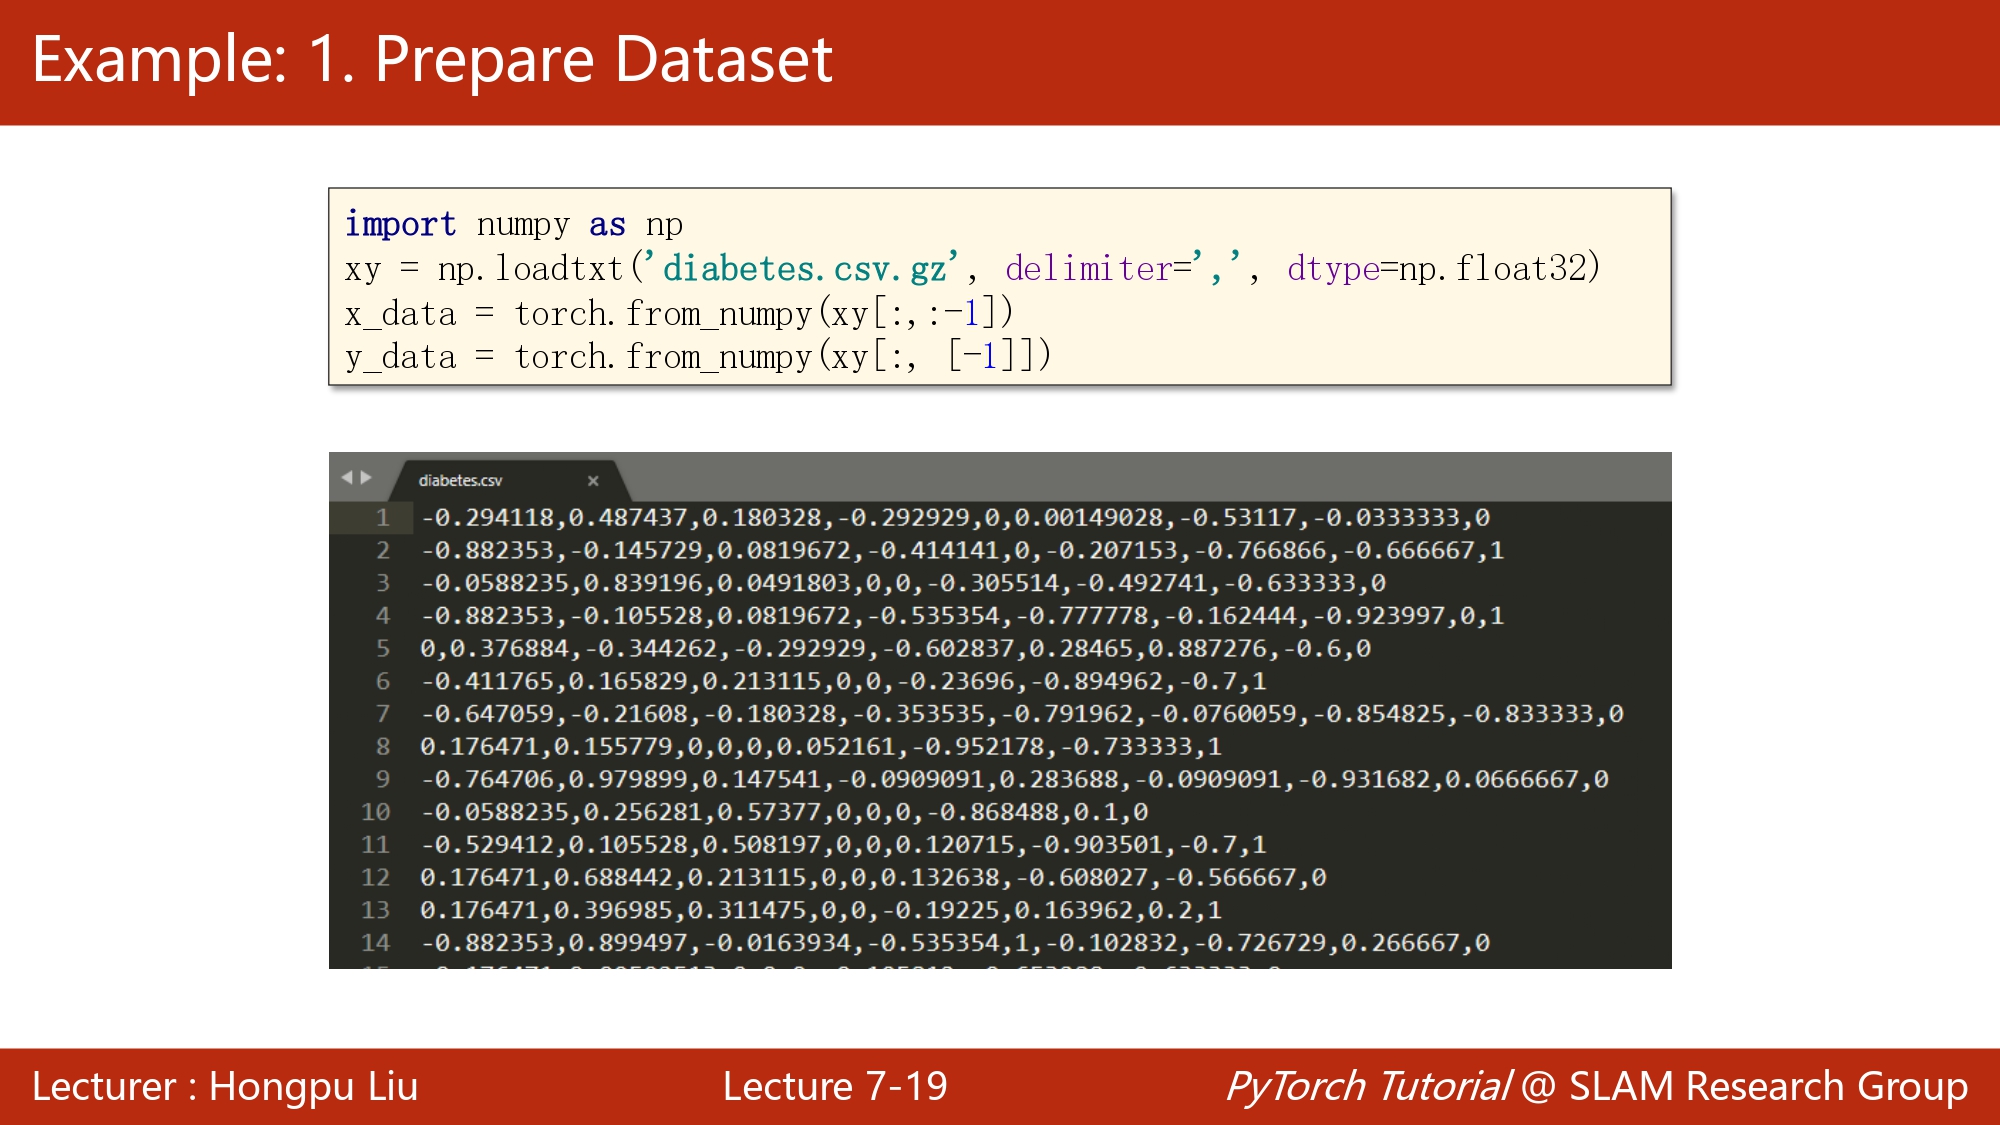 Example: 1. Prepare Dataset
import numpy as np
xy = np.loadtxt('diabetes.csv.gz', delimiter=',', dtype=np.float32)
x_data = torch.from_numpy(xy[:,:-1])
y_data = torch.from_numpy(xy[:, [-1]])
diabetes.csv ×
1 -0.294118,0.487437,0.180328,-0.292929,0,0.00149028,-0.53117,-0.0333333,0
2 -0.882353,-0.145729,0.0819672,-0.414141,0,-0.207153,-0.766866,-0.666667,1
3 -0.0588235,0.839196,0.0491803,0,0,-0.305514,-0.492741,-0.633333,0
4 -0.882353,-0.105528,0.0819672,-0.535354,-0.777778,-0.162444,-0.923997,0,1
5 0,0.376884,-0.344262,-0.292929,-0.602837,0.28465,0.887276,-0.6,0
6 -0.411765,0.165829,0.213115,0,0,-0.23696,-0.894962,-0.7,1
7 -0.647059,-0.21608,-0.180328,-0.353535,-0.791962,-0.0760059,-0.854825,-0.833333,0
8 0.176471,0.155779,0,0,0,0.052161,-0.952178,-0.733333,1
9 -0.764706,0.979899,0.147541,-0.0909091,0.283688,-0.0909091,-0.931682,0.0666667,0
10 -0.0588235,0.256281,0.57377,0,0,0,-0.868488,0.1,0
11 -0.529412,0.105528,0.508197,0,0,0.120715,-0.903501,-0.7,1
12 0.176471,0.688442,0.213115,0,0,0.132638,-0.608027,-0.566667,0
13 0.176471,0.396985,0.311475,0,0,-0.19225,0.163962,0.2,1
14 -0.882353,0.899497,-0.0163934,-0.535354,1,-0.102832,-0.726729,0.266667,0
Lecturer : Hongpu Liu
Lecture 7-19
PyTorch Tutorial @ SLAM Research Group